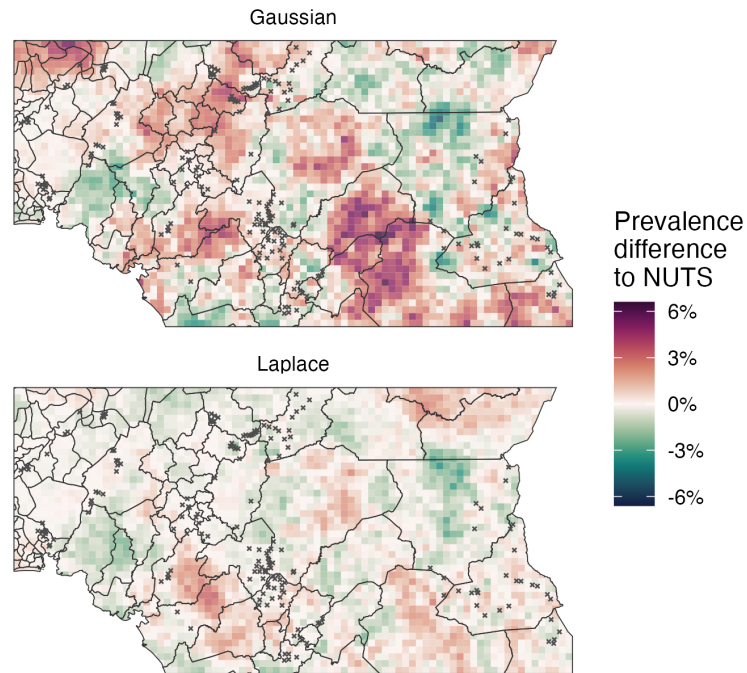 Gaussian
Prevalence
difference
to NUTS
6%
3%
0%
-3%
-6%
Laplace